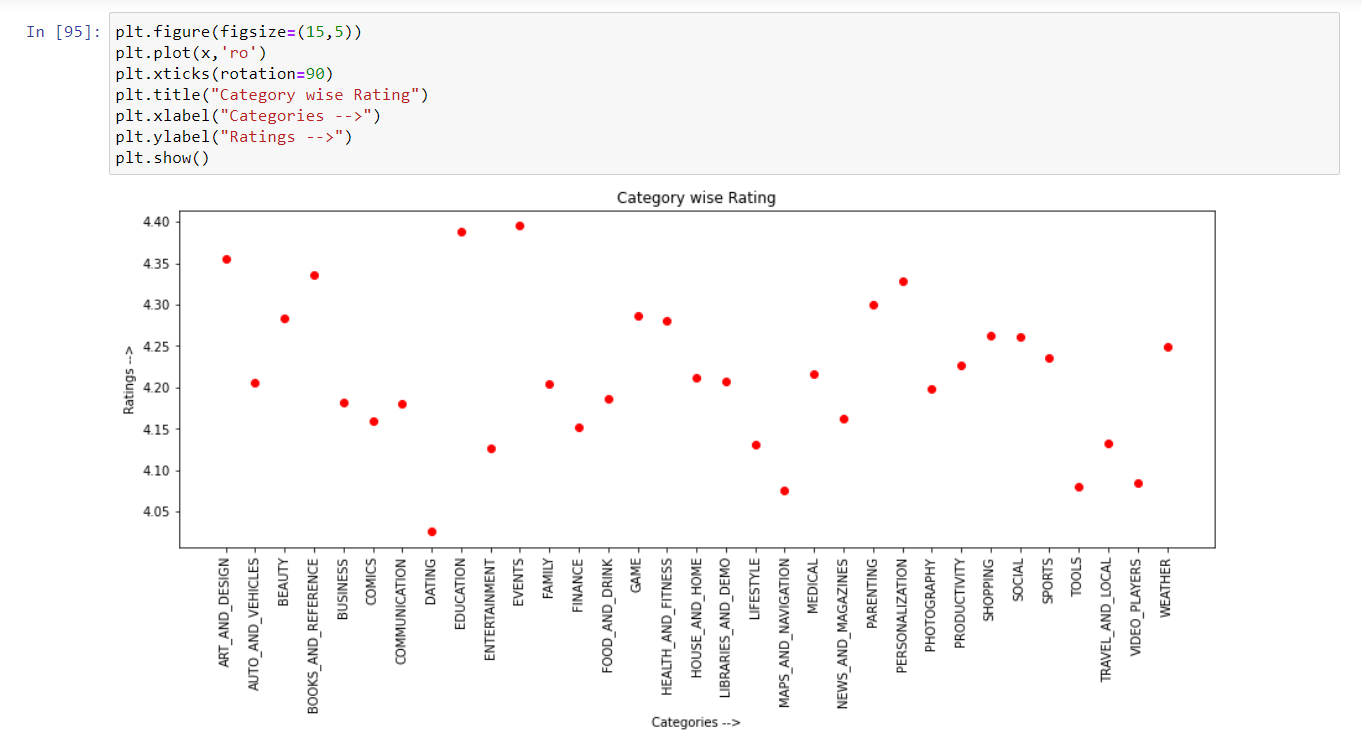 In [95]: plt.figure(figsize=(15,5))
plt.plot(x,'ro')
plt.xticks(rotation=90)
plt.title("Category wise Rating")
plt.xlabel("Categories -->")
plt.ylabel("Ratings -->")
plt.show()
Category wise Rating
4.40
4.35
4.30
4.25
4.20
4.15
4.10
4.05
Ratings -->
ART_AND_DESIGN
AUTO_AND_VEHICLES
BEAUTY
BOOKS_AND_REFERENCE
BUSINESS
COMICS
COMMUNICATION
DATING
EDUCATION
ENTERTAINMENT
EVENTS
FAMILY
FINANCE
FOOD_AND_DRINK
GAME
HEALTH_AND_FITNESS
HOUSE_AND_HOME
LIBRARIES_AND_DEMO
LIFESTYLE
MAPS_AND_NAVIGATION
MEDICAL
NEWS_AND_MAGAZINES
PARENTING
PERSONALIZATION
PHOTOGRAPHY
PRODUCTIVITY
SHOPPING
SOCIAL
SPORTS
TOOLS
TRAVEL_AND_LOCAL
VIDEO_PLAYERS
WEATHER
Categories -->